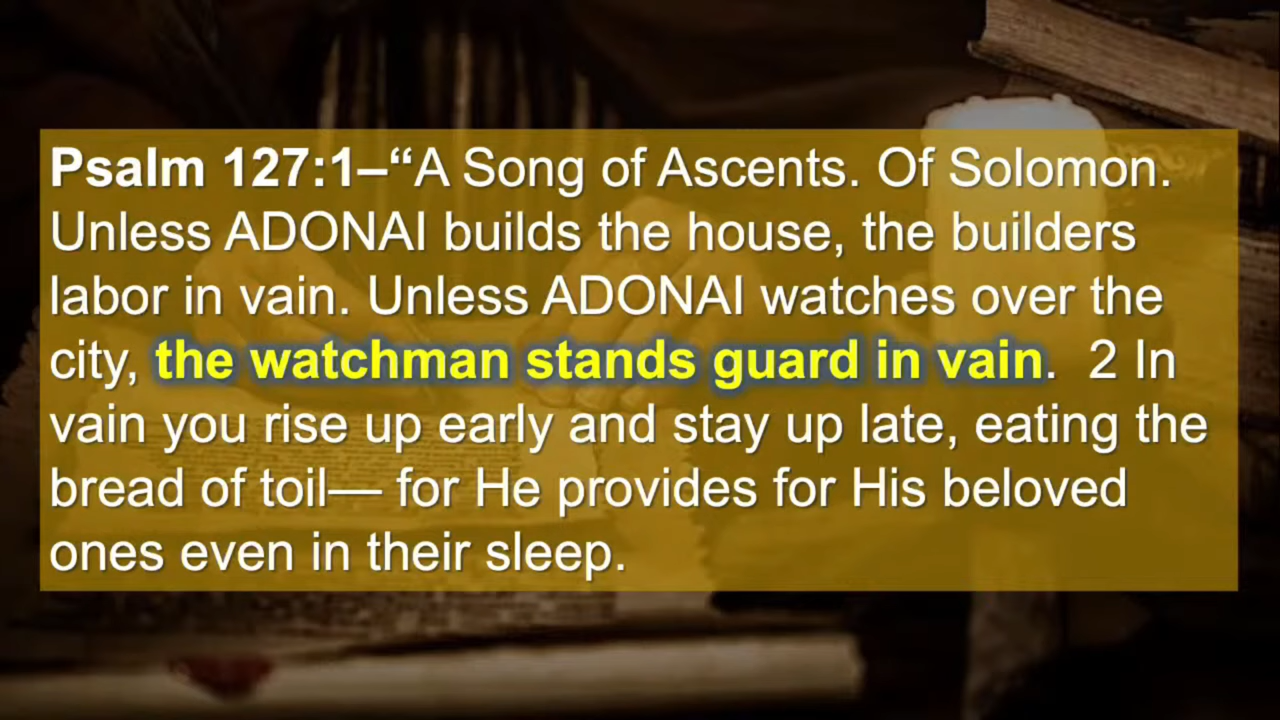 Psalm 127:1–“A Song of Ascents. Of Solomon.
Unless ADONAI builds the house, the builders
labor in vain. Unless ADONAI watches over the
city, the watchman stands guard in vain.  2 In
vain you rise up early and stay up late, eating the
bread of toil— for He provides for His beloved
ones even in their sleep.